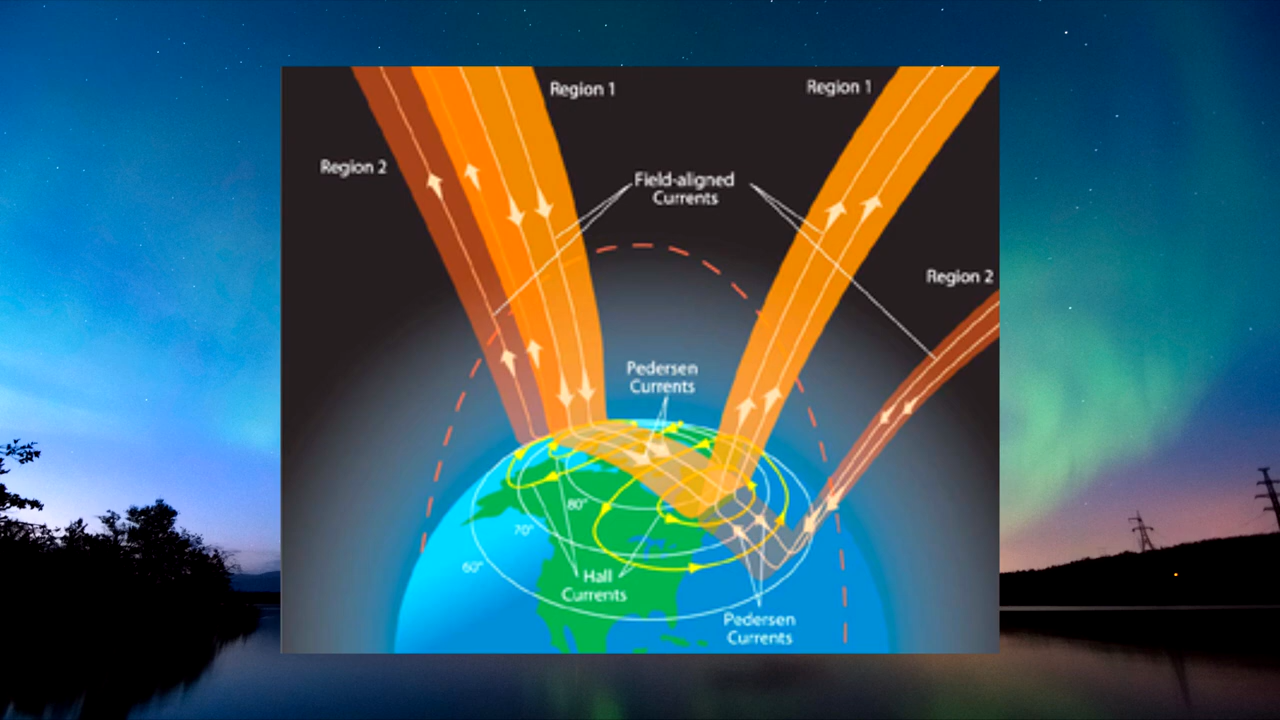 Region 1
Region 1
Region 2
Field-aligned
Currents
Region 2
Pedersen
Currents
80°
70°
60°
Hall
Currents
Pedersen
Currents